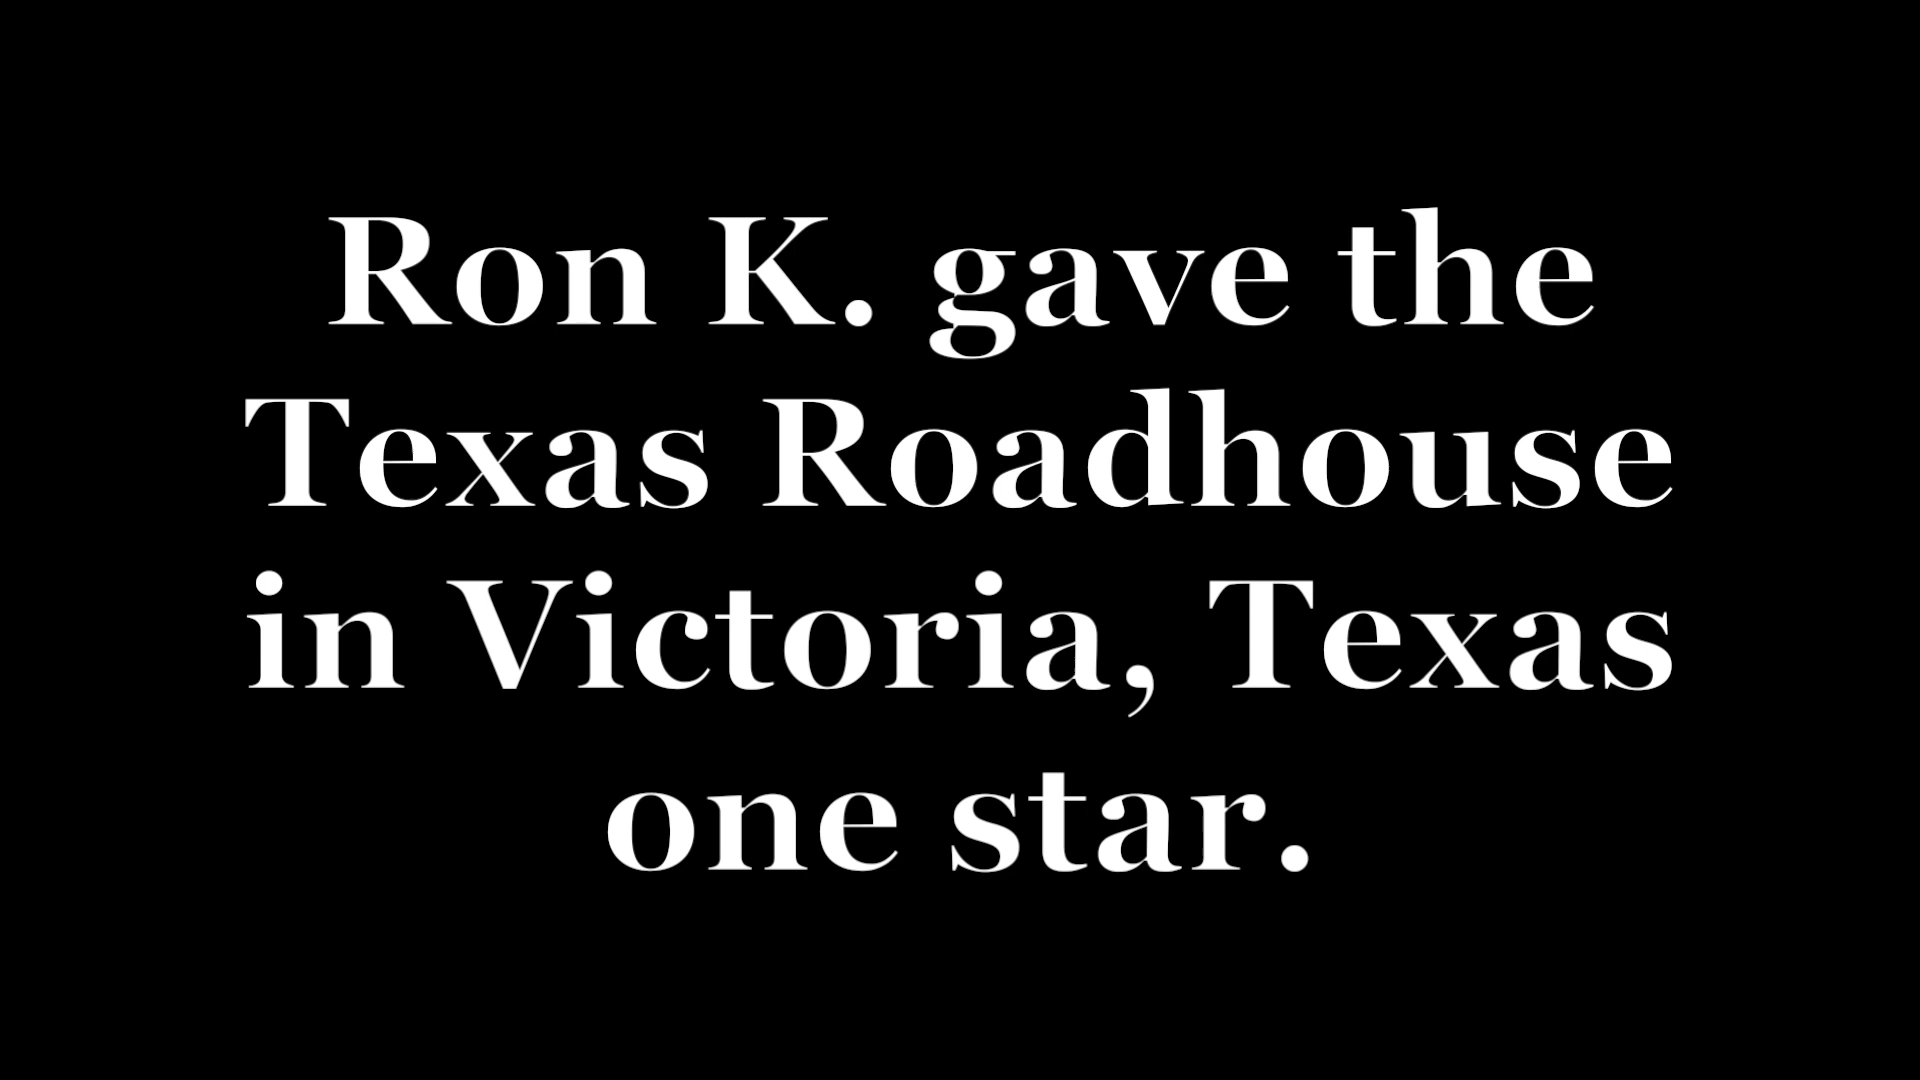 Ron K. gave the
Texas Roadhouse
in Victoria, Texas
one star.